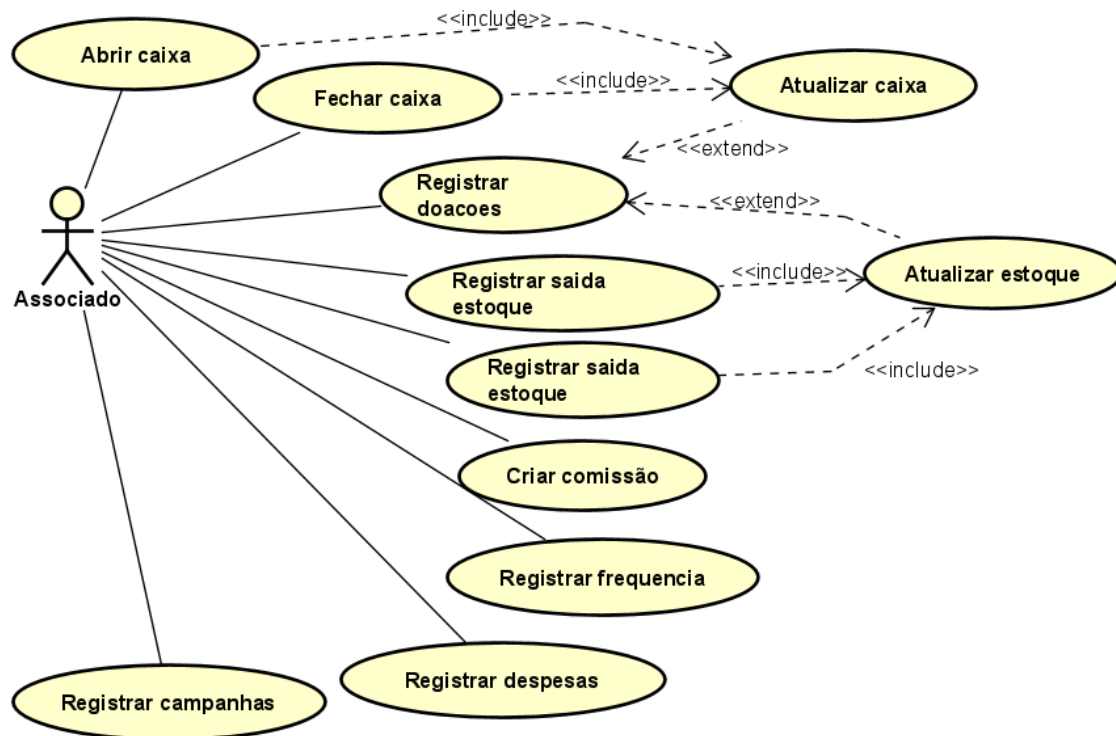 <<include>>
Abrir caixa
Atualizar caixa
<<include>>
Fechar caixa
<<extend>>
Registrar
doacoes
<<extend>>
Associado
Registrar saida
estoque
<<include>>
Atualizar estoque
Registrar saida
estoque
<<include>>
Criar comissão
Registrar frequencia
Registrar despesas
Registrar campanhas